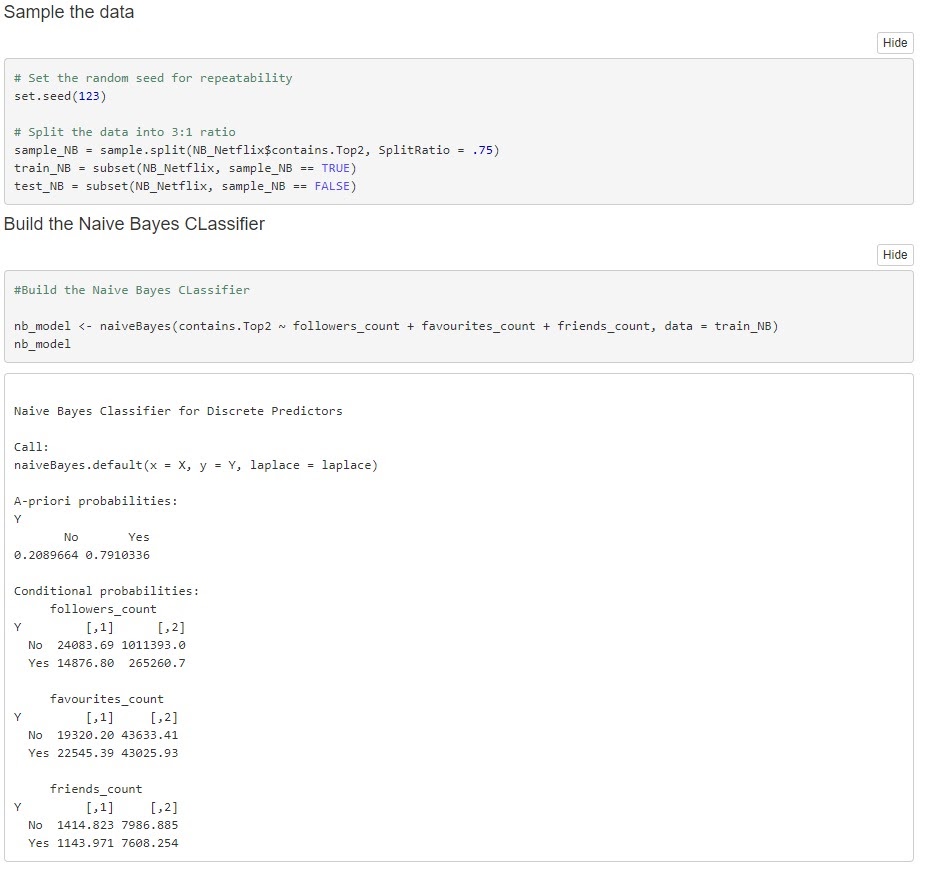 Sample the data
Hide
# Set the random seed for repeatability
set.seed(123)
# Split the data into 3:1 ratio
sample_NB = sample.split(NB_Netflix$contains.Top2, SplitRatio = .75)
train_NB = subset(NB_Netflix, sample_NB == TRUE)
test_NB = subset(NB_Netflix, sample_NB == FALSE)
Build the Naive Bayes CLassifier
Hide
#Build the Naive Bayes CLassifier
nb_model <- naiveBayes(contains.Top2 ~ followers_count + favourites_count + friends_count, data = train_NB)
nb_model
Naive Bayes Classifier for Discrete Predictors
Call:
naiveBayes.default(x = X, y = Y, laplace = laplace)
A-priori probabilities:
Y
No Yes
0.2089664 0.7910336
Conditional probabilities:
followers_count
Y [,1] [,2]
No 24083.69 1011393.0
Yes 14876.80 265260.7
favourites_count
Y [,1] [,2]
No 19320.20 43633.41
Yes 22545.39 43025.93
friends_count
Y [,1] [,2]
No 1414.823 7986.885
Yes 1143.971 7608.254